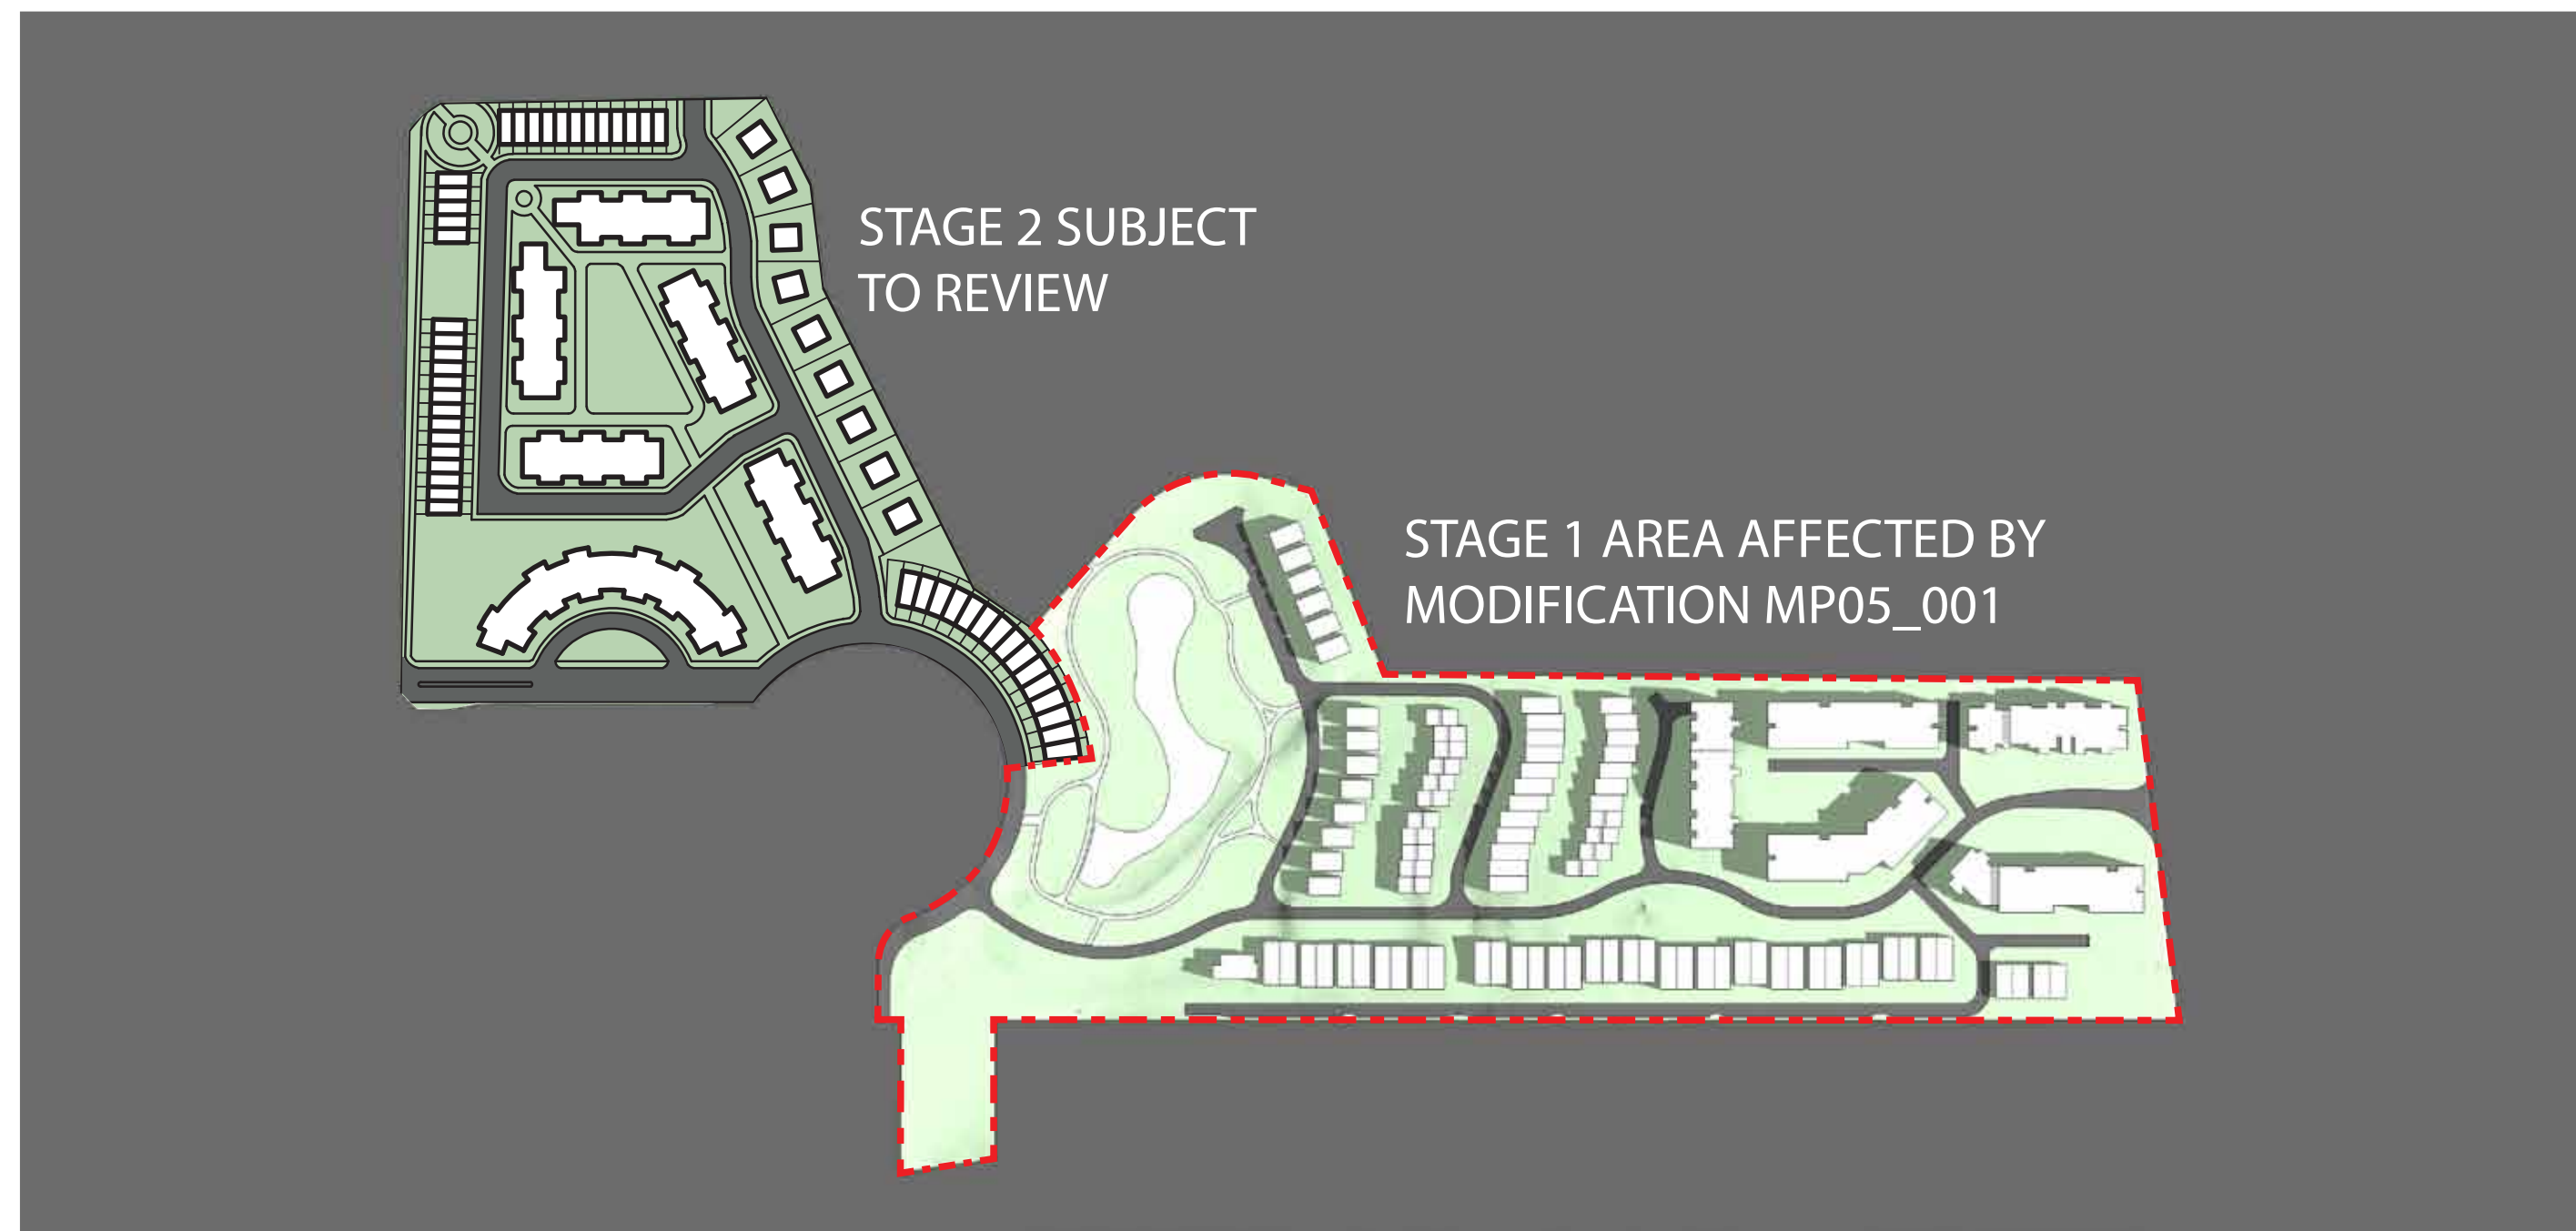 STAGE 2 SUBJECT
TO REVIEW
STAGE 1 AREA AFFECTED BY
MODIFICATION MP05_001